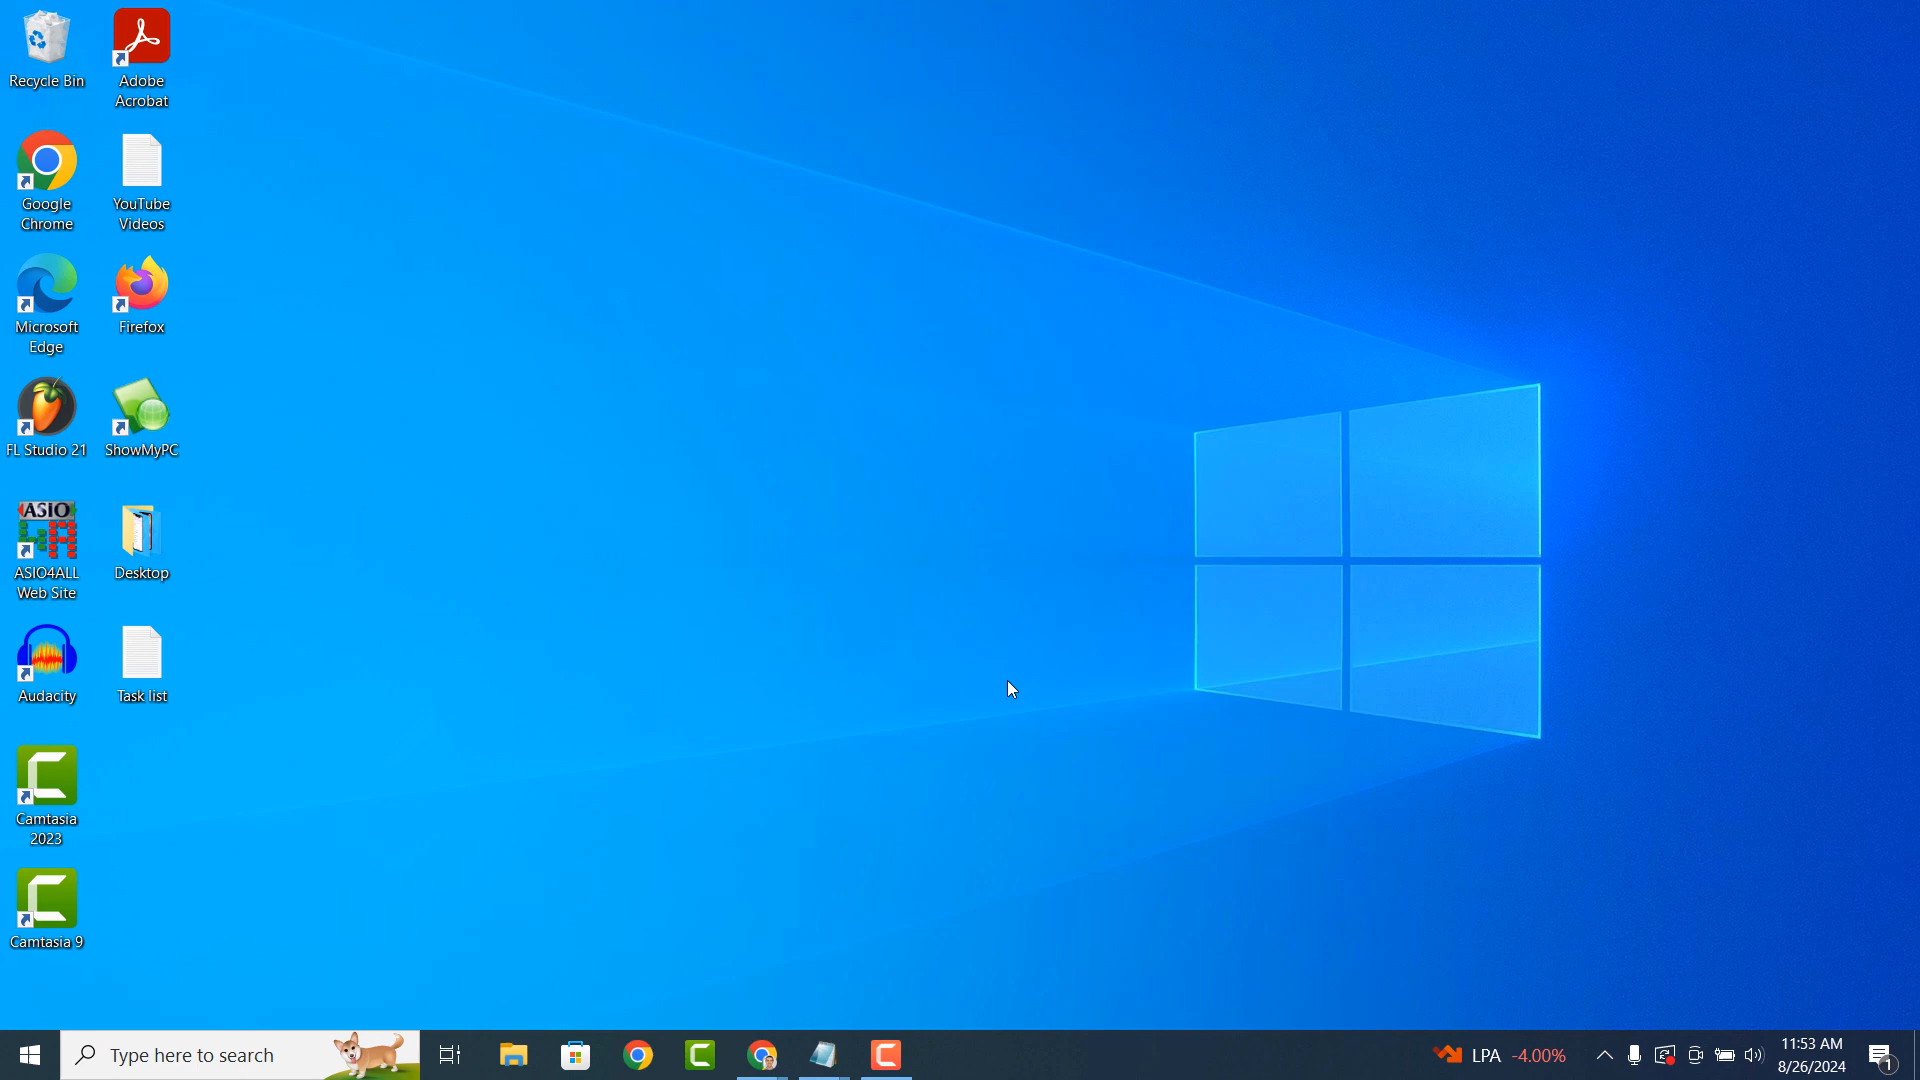 Recycle Bin
Adobe
Acrobat
Google
Chrome
YouTube
Videos
Microsoft
Edge
Firefox
FL Studio 21
ShowMyPC
ASIO
ASIO4ALL
Web Site
Desktop
Audacity
Task list
Camtasia
2023
Camtasia 9
Type here to search
LPA -4.00%
11:53 AM
8/26/2024
1